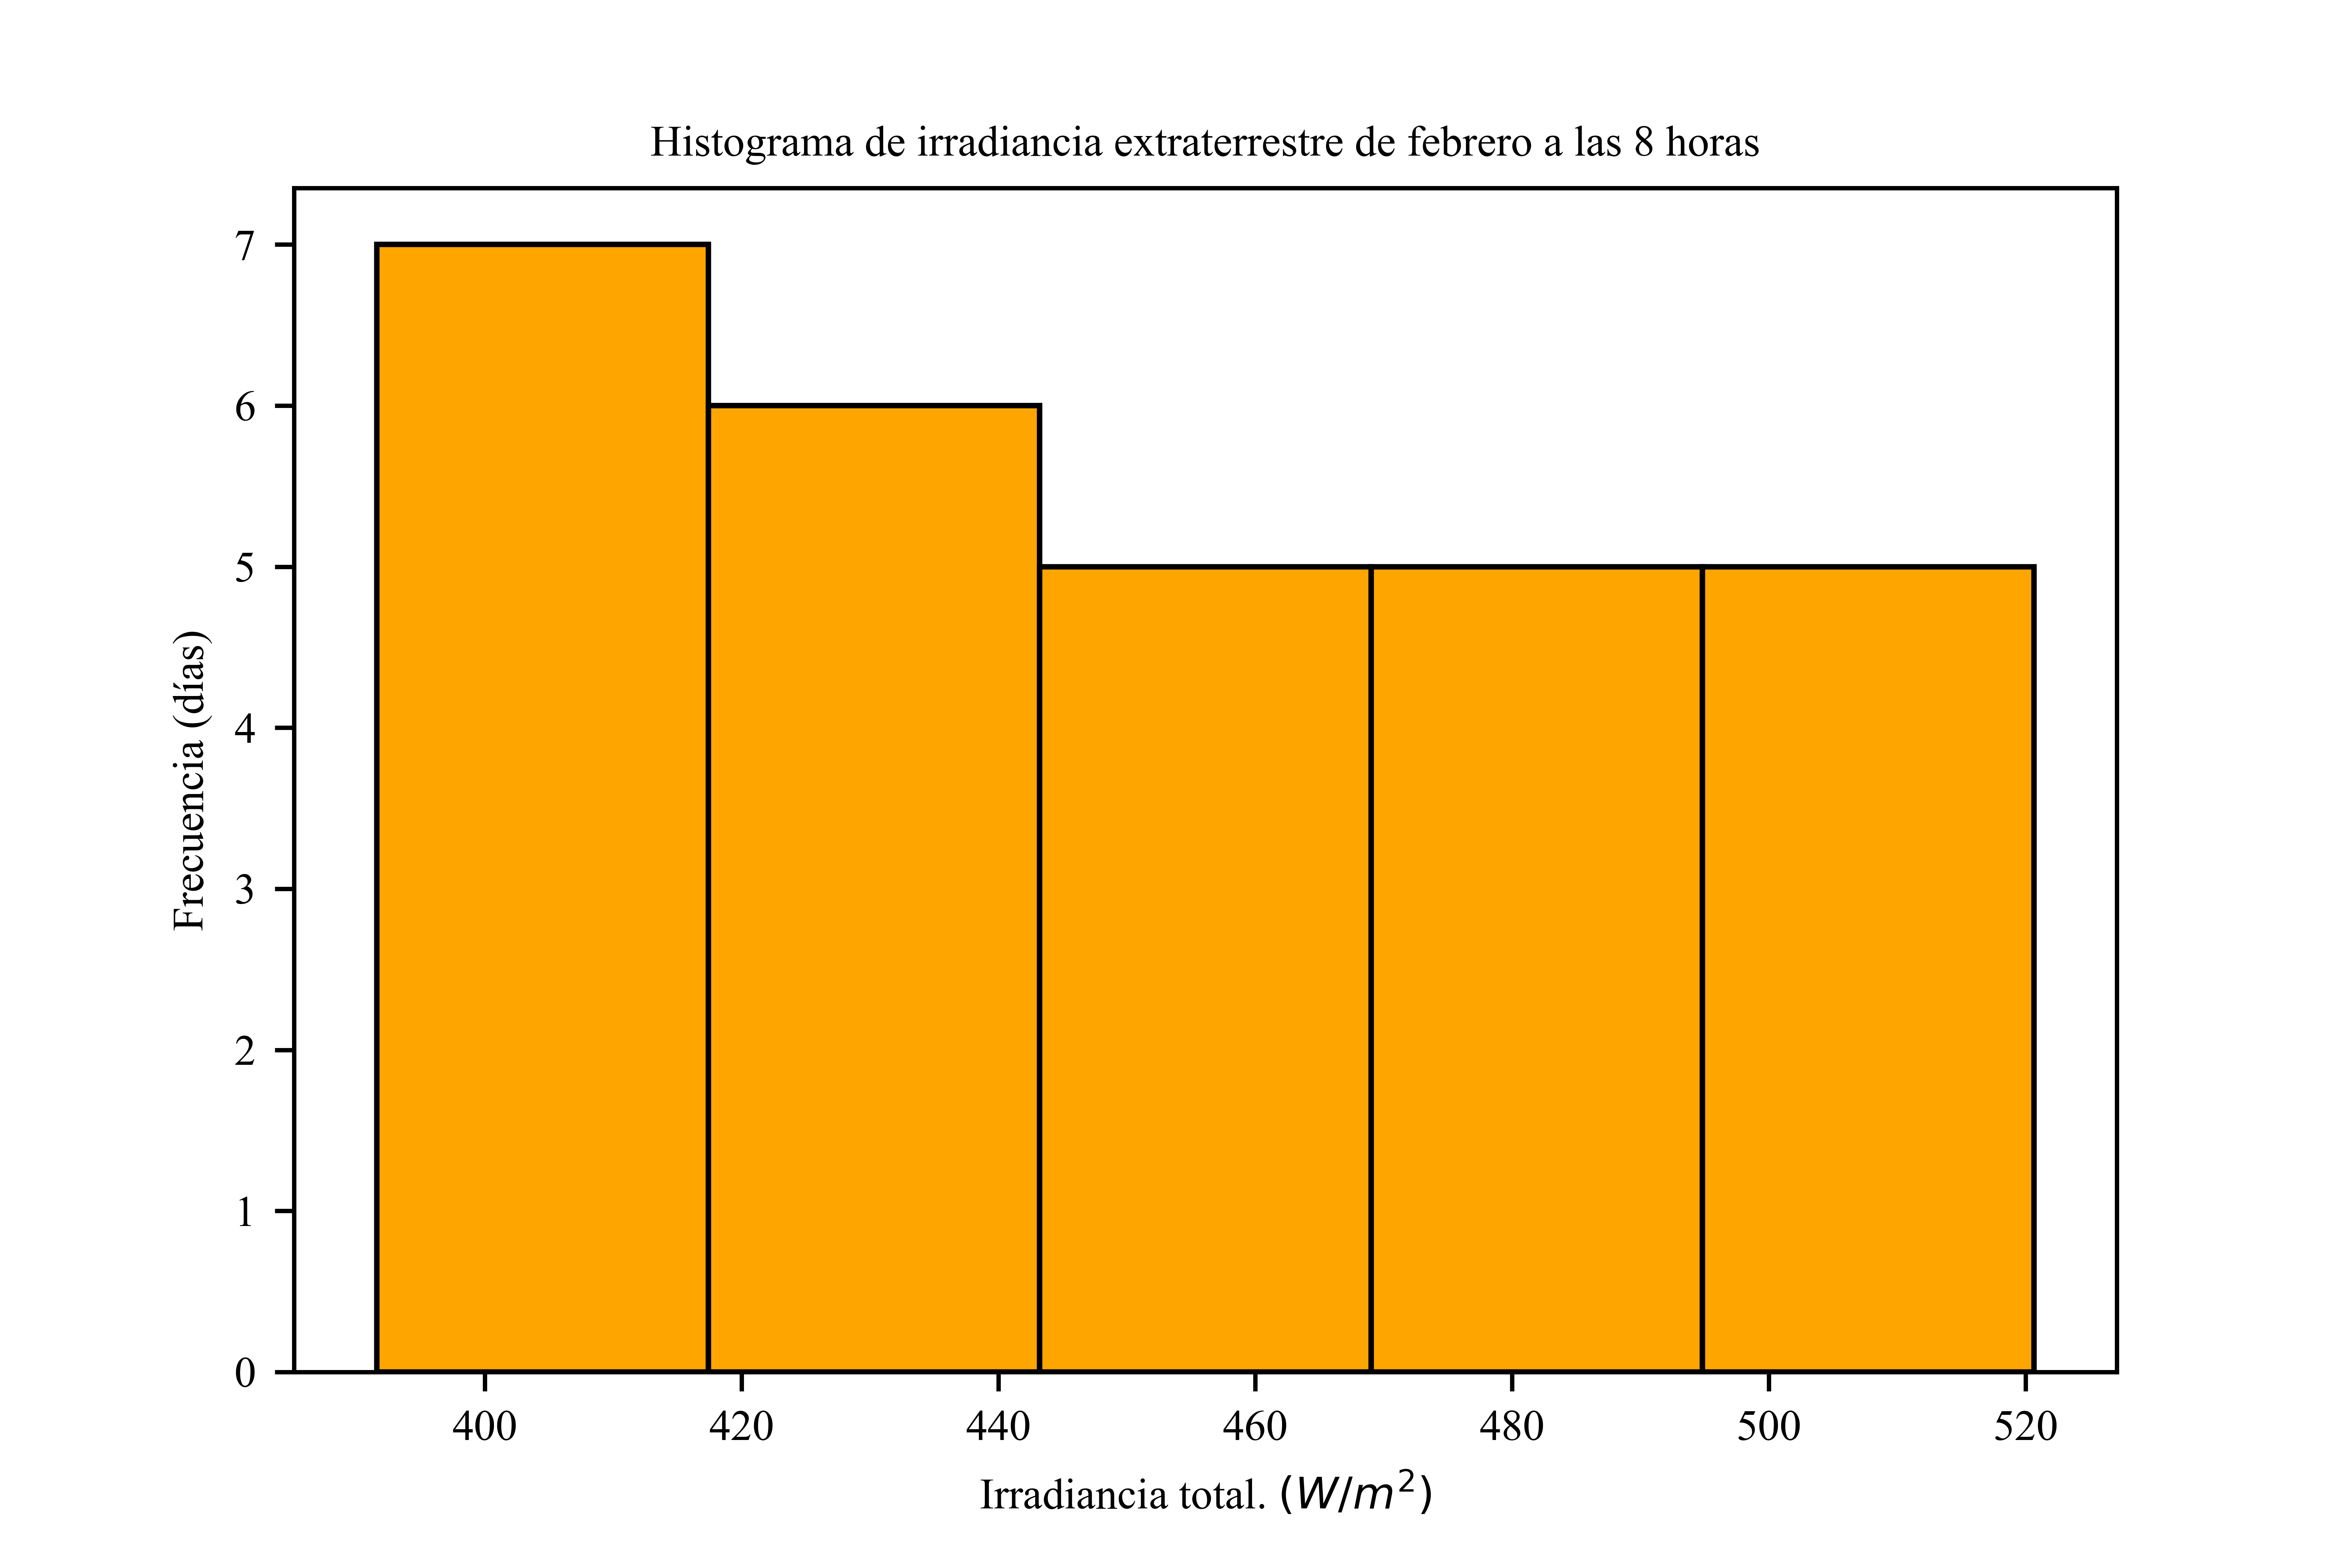 Histograma de irradiancia extraterrestre de febrero a las 8 horas
Frecuencia (días)
7
6
5
4
3
2
1
0
400 420 440 460 480 500 520
Irradiancia total. (W/m²)